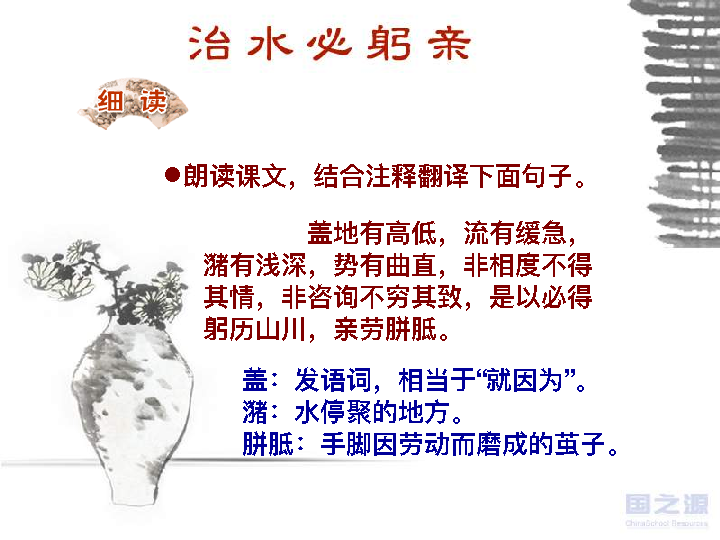 治水必躬亲
细 读
●朗读课文，结合注释翻译下面句子。
盖地有高低，流有缓急，
潴有浅深，势有曲直，非相度不得
其情，非咨询不穷其致，是以必得
躬历山川，亲劳胼胝。
盖：发语词，相当于“就因为”。
潴：水停聚的地方。
胼胝：手脚因劳动而磨成的茧子。
国之源
ChinaSchool Resources